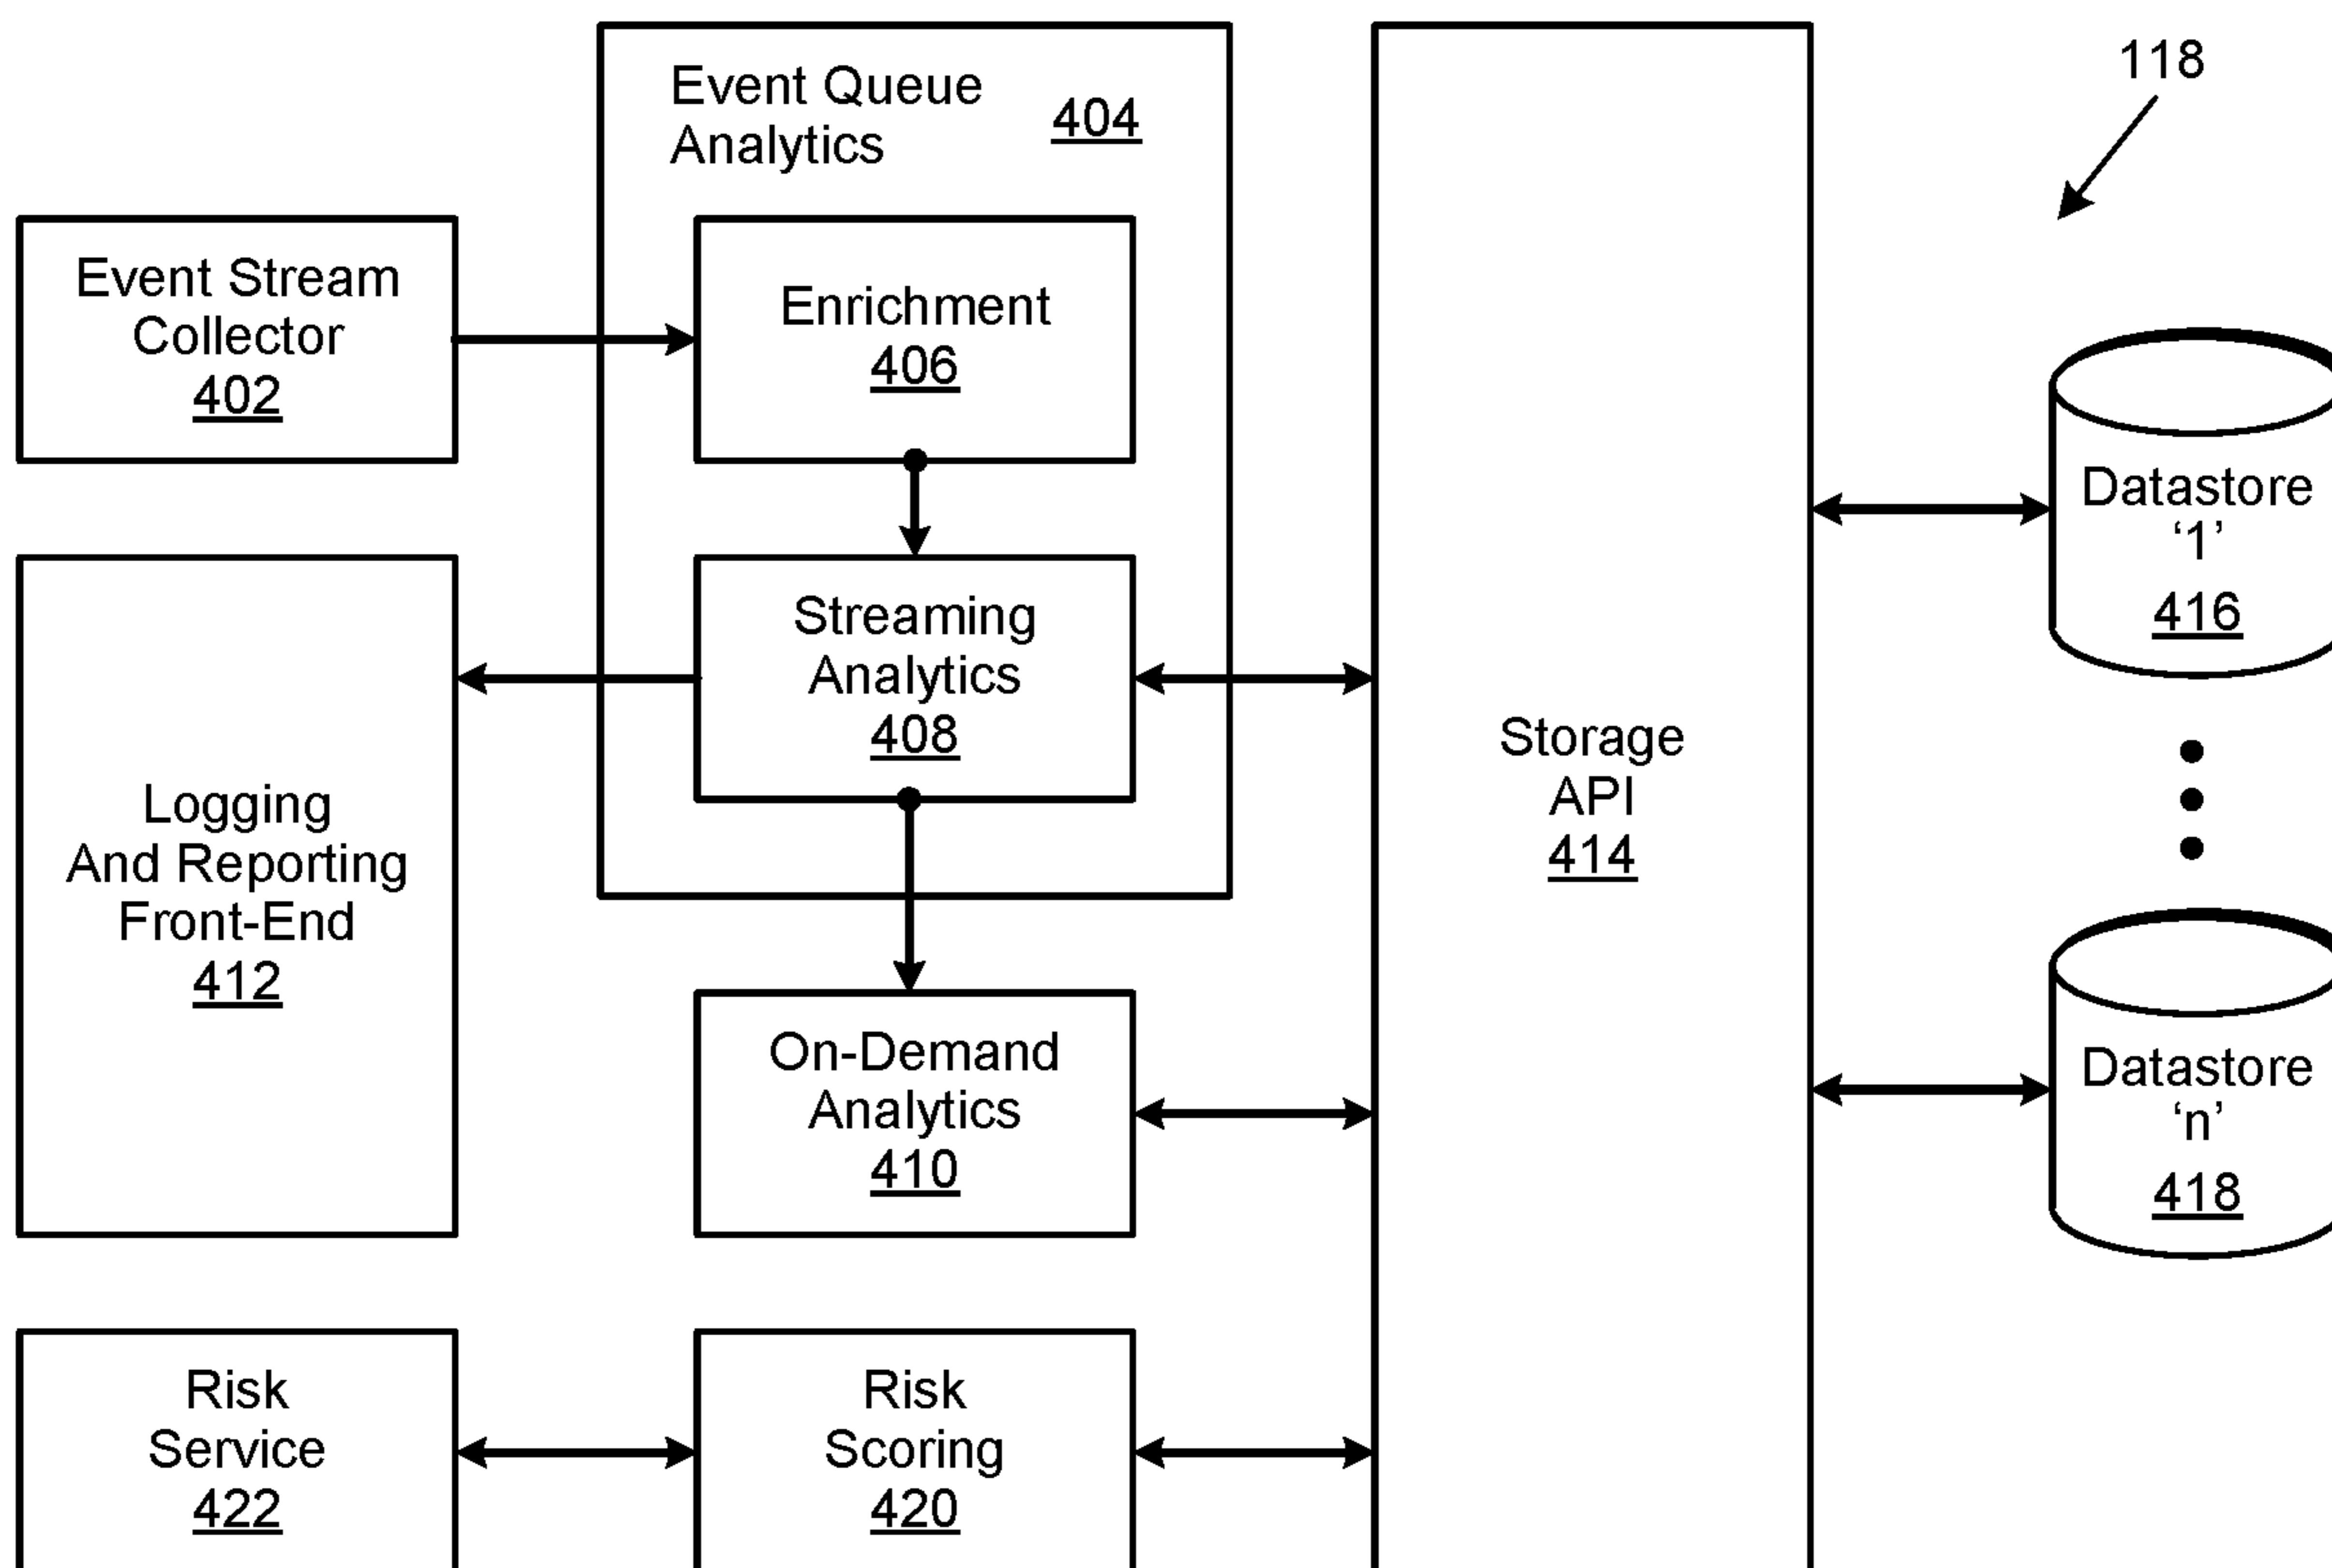 118
Event Queue
Analytics
404
Event Stream
Collector
402
Enrichment
406
Streaming
Analytics
408
Logging
And Reporting
Front-End
412
On-Demand
Analytics
410
Storage
API
414
Datastore
‘1’
416
Datastore
‘n’
418
Risk
Service
422
Risk
Scoring
420